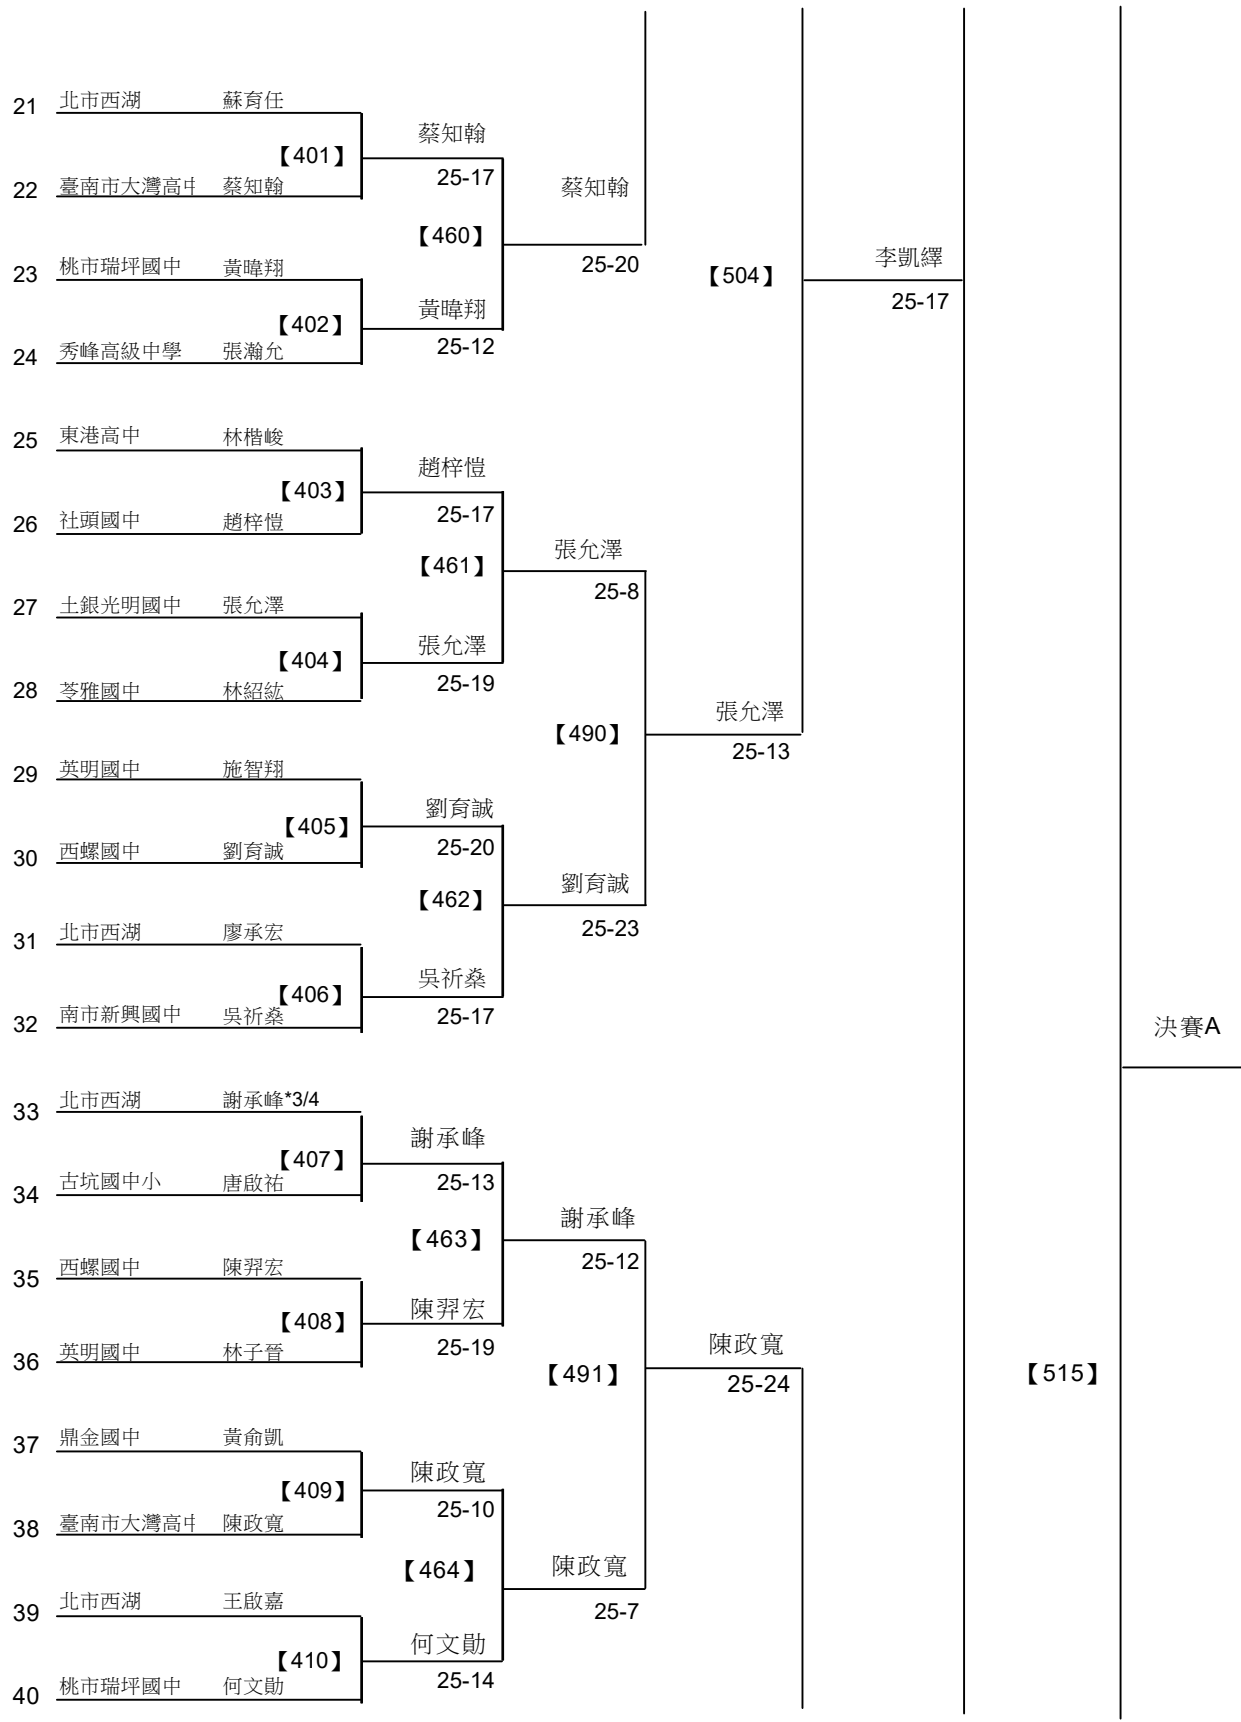 21 北市西湖 蘇育任
蔡知翰
【401】
25-17
22 臺南市大灣高中 蔡知翰
蔡知翰
【460】
25-20
23 桃市瑞坪國中 黃暐翔
李凱繹
【504】
25-17
黃暐翔
【402】
25-12
24 秀峰高級中學 張瀚允
25 東港高中 林楷峻
趙梓愷
【403】
25-17
26 社頭國中 趙梓愷
張允澤
【461】
25-8
27 土銀光明國中 張允澤
張允澤
【404】
25-19
28 苓雅國中 林紹紘
張允澤
【490】
25-13
29 英明國中 施智翔
劉育誠
【405】
25-20
30 西螺國中 劉育誠
劉育誠
【462】
25-23
31 北市西湖 廖承宏
吳祈燊
【406】
25-17
32 南市新興國中 吳祈燊
決賽A
33 北市西湖 謝承峰*3/4
謝承峰
【407】
25-13
34 古坑國中小 唐啟祐
謝承峰
【463】
25-12
35 西螺國中 陳羿宏
陳羿宏
【408】
25-19
36 英明國中 林子晉
陳政寬
【491】
25-24
【515】
37 鼎金國中 黃俞凱
陳政寬
【409】
25-10
38 臺南市大灣高中 陳政寬
陳政寬
【464】
25-7
39 北市西湖 王啟嘉
何文勛
【410】
25-14
40 桃市瑞坪國中 何文勛